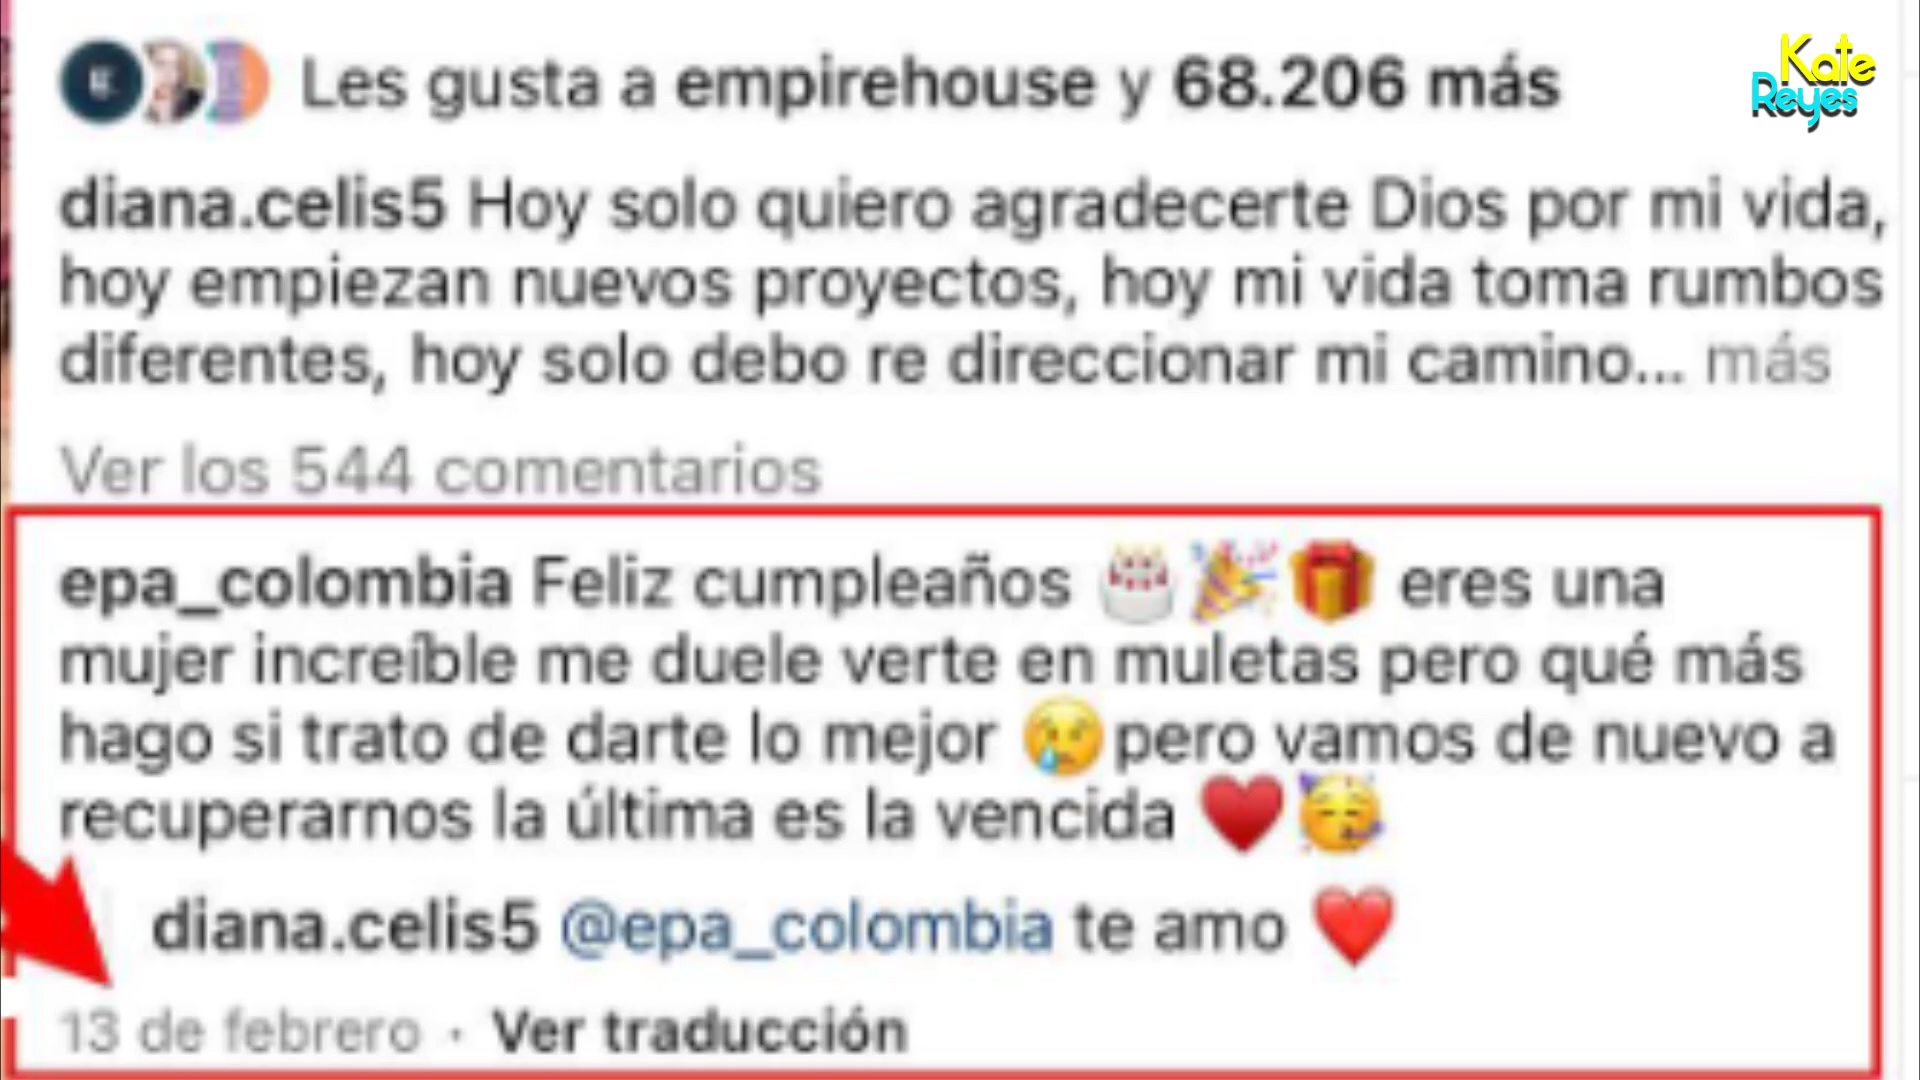 Les gusta a empirehouse y 68.206 más
Kate
Reyes
diana.celis5 Hoy solo quiero agradecerte Dios por mi vida,
hoy empiezan nuevos proyectos, hoy mi vida toma rumbos
diferentes, hoy solo debo re direccionar mi camino... más
Ver los 544 comentarios
epa_colombia Feliz cumpleaños 🎂🎉🎁 eres una
mujer increíble me duele verte en muletas pero qué más
hago si trato de darte lo mejor 😢 pero vamos de nuevo a
recuperarnos la última es la vencida ❤️🥳
diana.celis5 @epa_colombia te amo ❤️
13 de febrero · Ver traducción